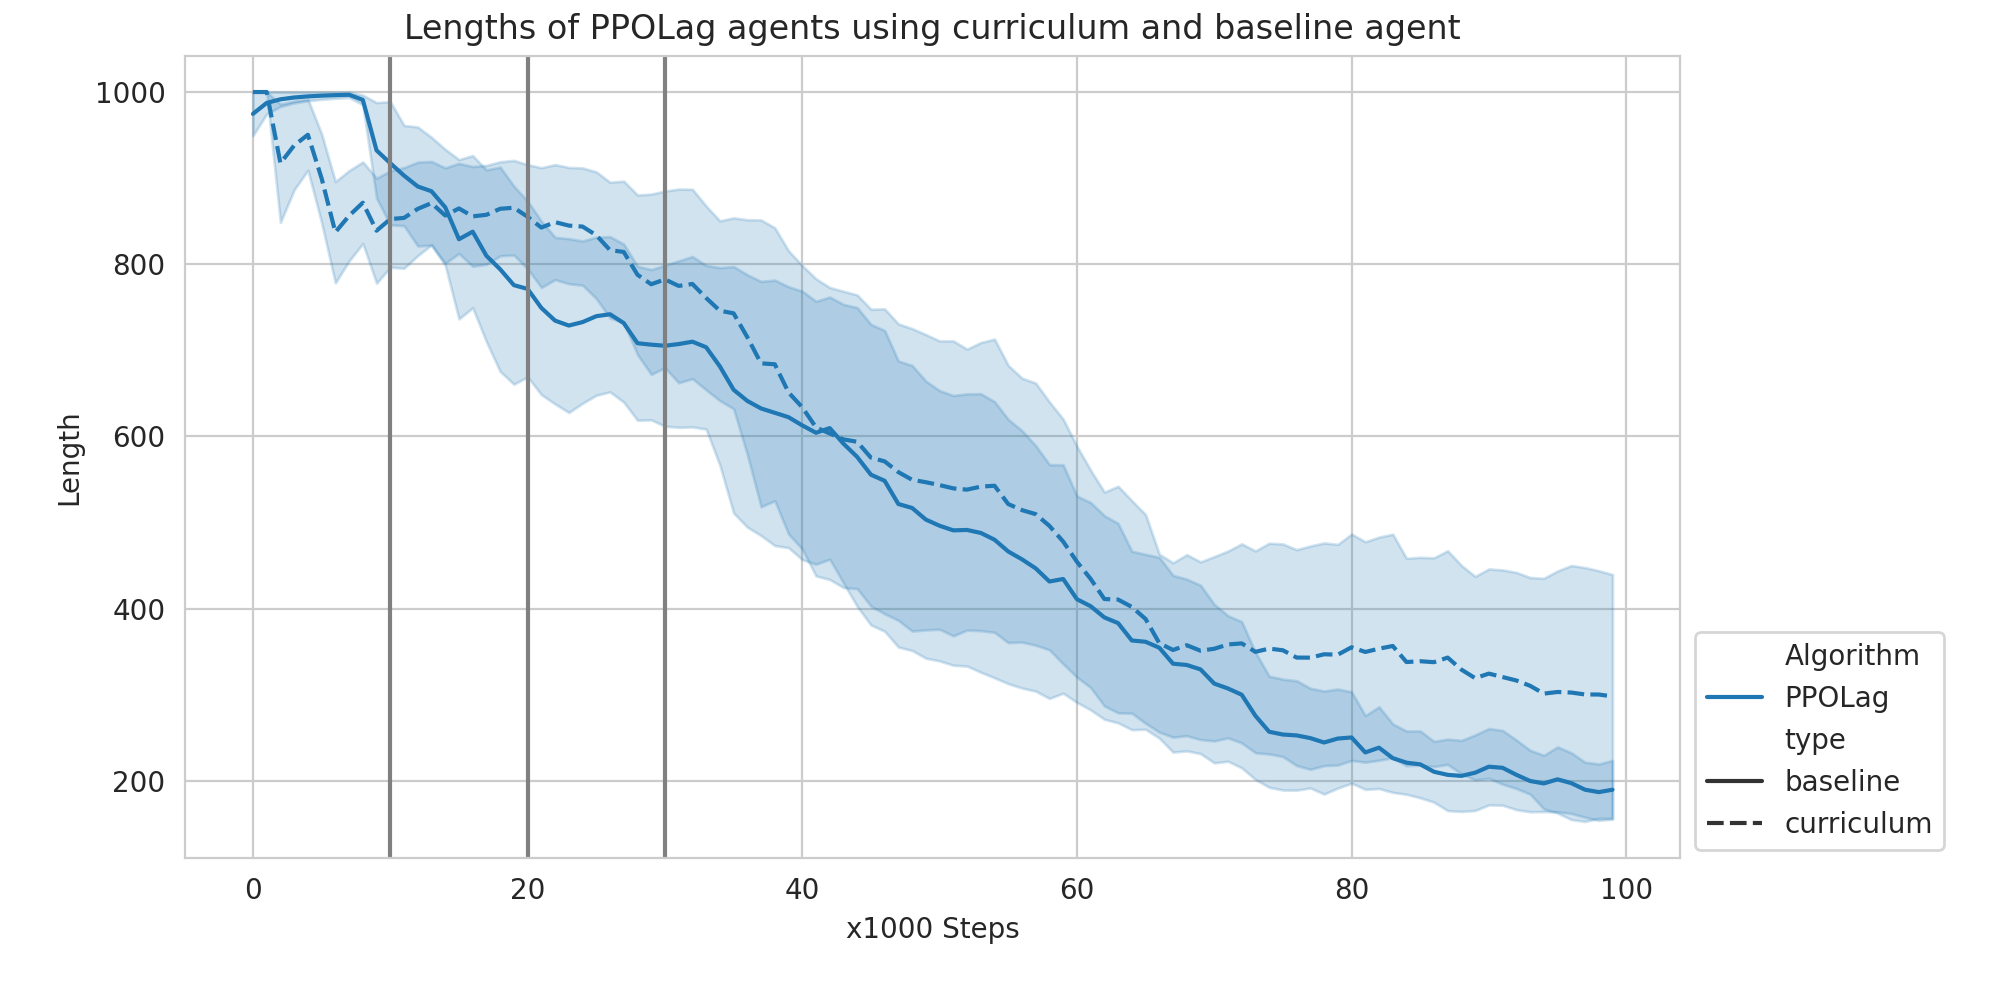 Lengths of PPOLag agents using curriculum and baseline agent
1000
800
600
400
200
Length
0 20 40 60 80 100
x1000 Steps
Algorithm
PPOLag
type
baseline
curriculum